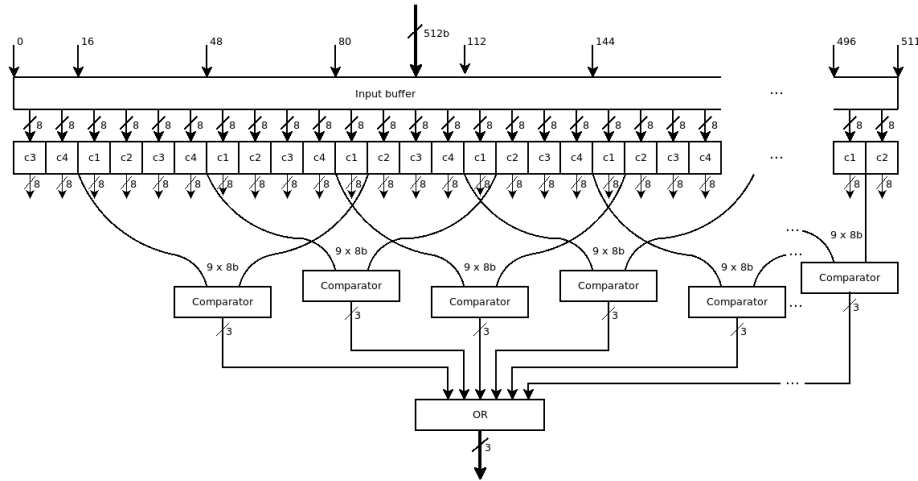 512b
0 16 48 80 112 144 496 511
Input buffer ...
8 8 8 8 8 8 8 8 8 8 8 8 8 8 8 8 8 8 8 8 8 8 8 8
c3 c4 c1 c2 c3 c4 c1 c2 c3 c4 c1 c2 c3 c4 c1 c2 c3 c4 c1 c2 c3 c4 ... c1 c2
8 8 8 8 8 8 8 8 8 8 8 8 8 8 8 8 8 8 8 8 8 8 8 8
... 9 x 8b
9 x 8b 9 x 8b
...
9 x 8b 9 x 8b 9 x 8b
Comparator
Comparator Comparator
Comparator Comparator Comparator ...
3
3 3
3 3 3
...
OR
3